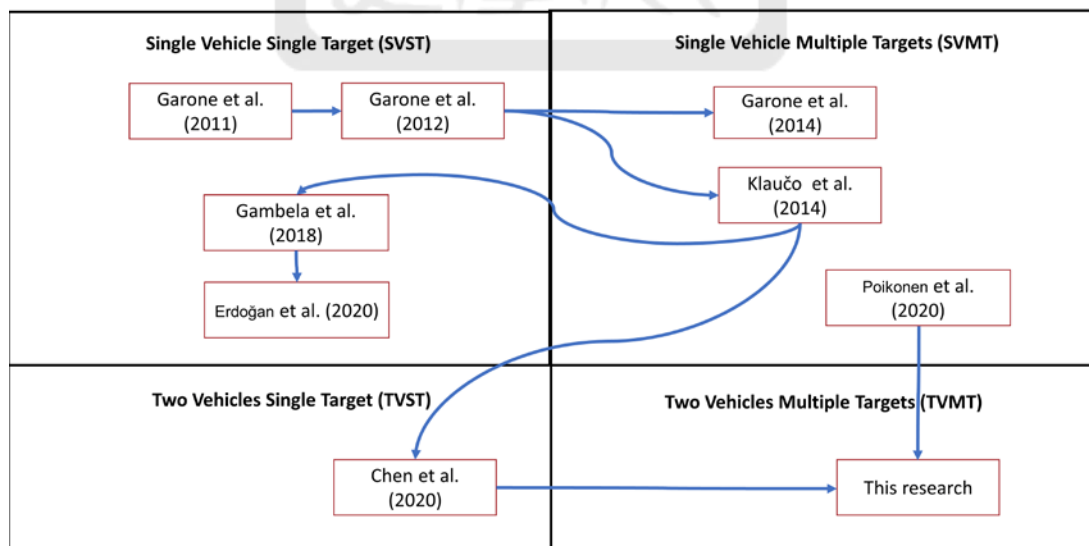 Single Vehicle Single Target (SVST)
Garone et al.
(2011)
Garone et al.
(2012)
Gambela et al.
(2018)
Erdoğan et al. (2020)
Single Vehicle Multiple Targets (SVMT)
Garone et al.
(2014)
Klaučo et al.
(2014)
Poikonen et al.
(2020)
Two Vehicles Single Target (TVST)
Chen et al.
(2020)
Two Vehicles Multiple Targets (TVMT)
This research